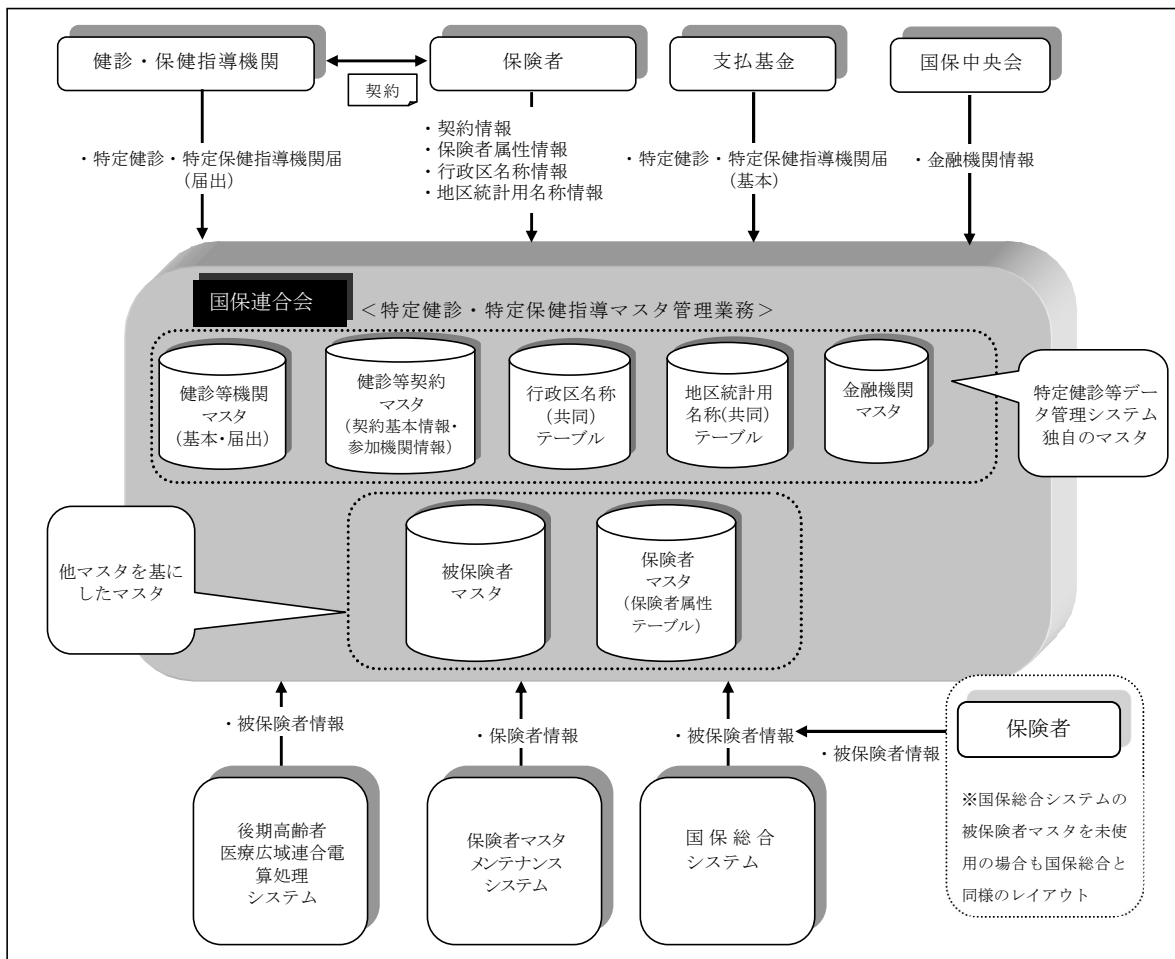 健診・保健指導機関
契約
保険者
支払基金
国保中央会
・特定健診・特定保健指導機関届
(届出)
・契約情報
・保険者属性情報
・行政区名称情報
・地区統計用名称情報
・特定健診・特定保健指導機関届
(基本)
・金融機関情報
国保連合会
＜特定健診・特定保健指導マスタ管理業務＞
健診等機関
マスタ
(基本・届出)
健診等契約
マスタ
(契約基本情報・
参加機関情報)
行政区名称
(共同)
テーブル
地区統計用
名称(共同)
テーブル
金融機関
マスタ
特定健診等デー
タ管理システム
独自のマスタ
他マスタを基に
したマスタ
被保険者
マスタ
保険者
マスタ
(保険者属性
テーブル)
・被保険者情報
・保険者情報
・被保険者情報
・被保険者情報
保険者
※国保総合システムの
被保険者マスタを未使
用の場合も国保総合と
同様のレイアウト
後期高齢者
医療広域連合電
算処理
システム
保険者マスタ
メンテナンス
システム
国保総合
システム